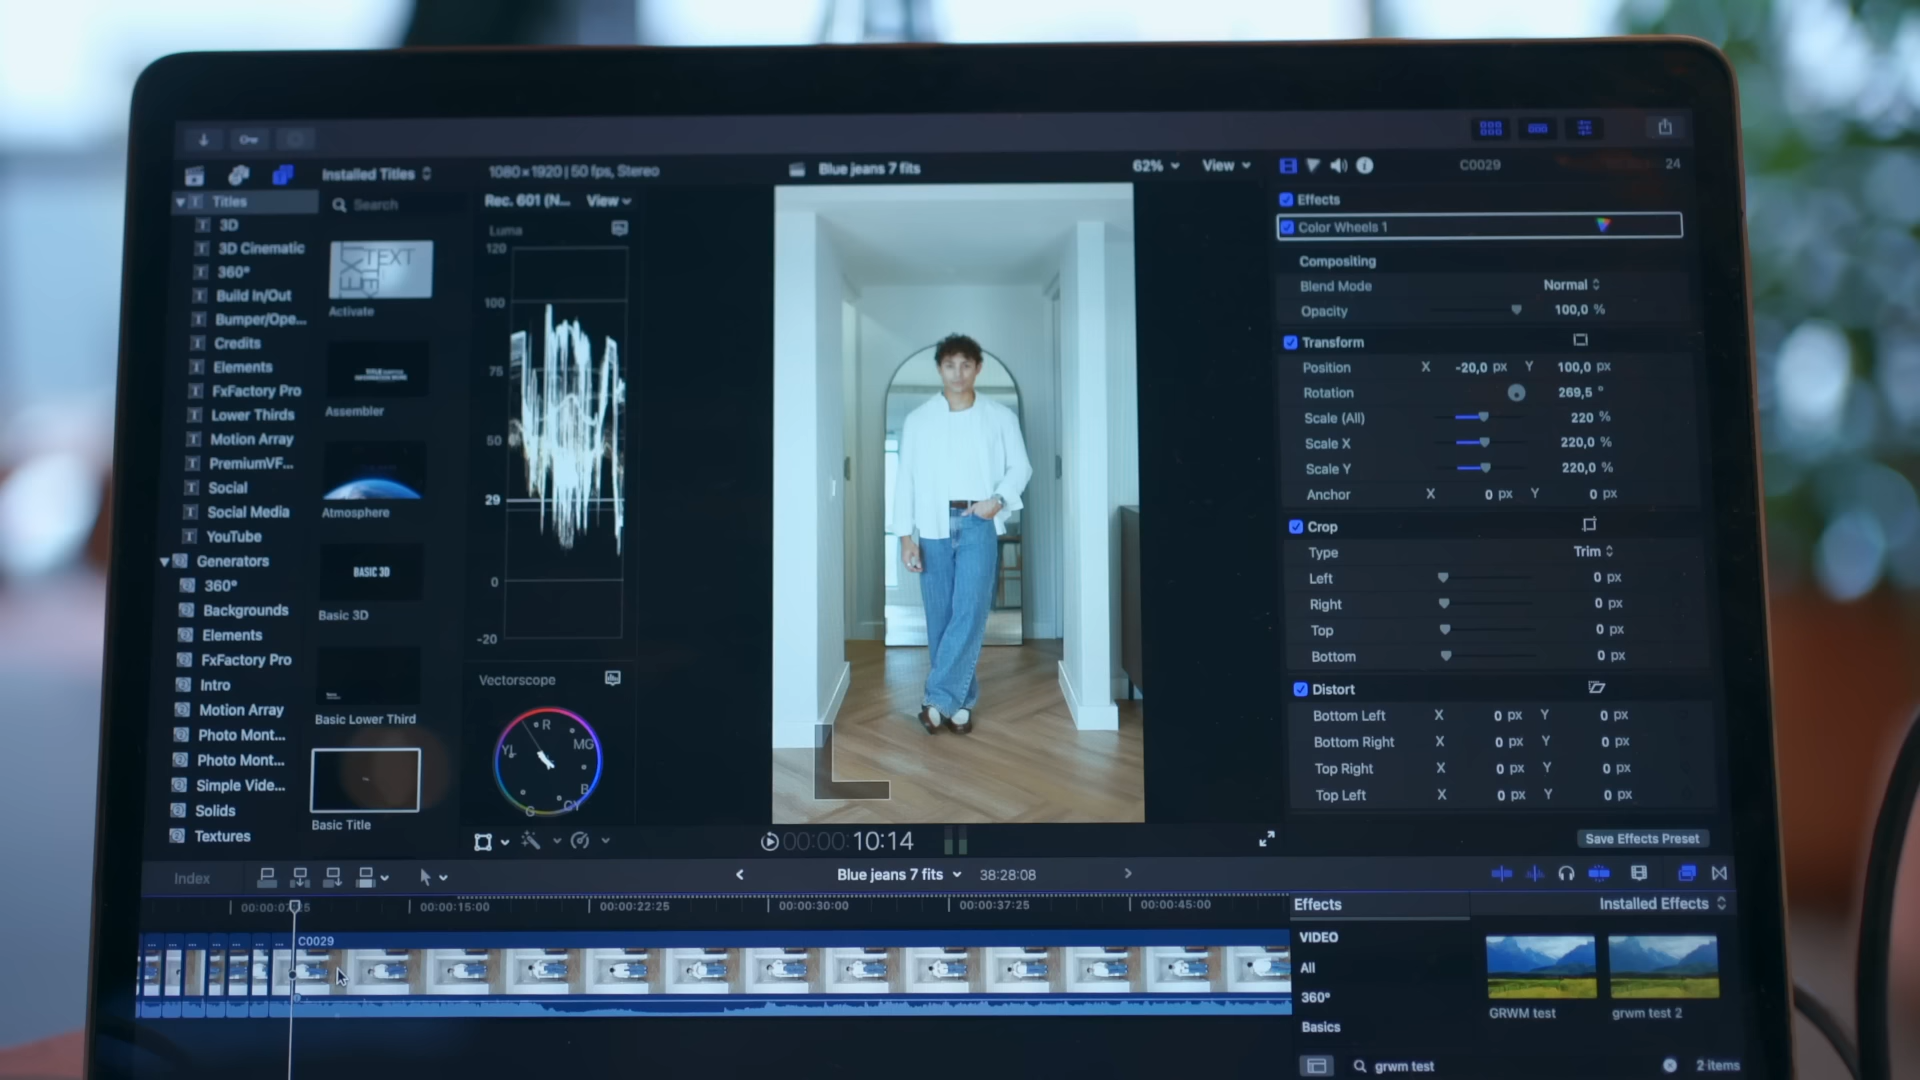 Installed Titles
1080×1920 | 50 fps, Stereo
Blue jeans 7 fits
62%
View
C0029
24
Titles
3D
3D Cinematic
360°
Build In/Out
Bumper/Ope...
Credits
Elements
FxFactory Pro
Lower Thirds
Motion Array
PremiumVF...
Social
Social Media
YouTube
Generators
360°
Backgrounds
Elements
FxFactory Pro
Intro
Motion Array
Photo Mont...
Photo Mont...
Simple Vide...
Solids
Textures
Search
TEXT
Activate
Assembler
Atmosphere
BASIC 3D
Basic 3D
Basic Lower Third
Basic Title
Rec. 601 (N...
View
Luma
120
100
75
50
29
0
-20
Vectorscope
R
MG
B
CY
G
YL
00:00:10:14
Effects
Color Wheels 1
Compositing
Blend Mode
Normal
Opacity
100,0 %
Transform
Position X -20,0 px Y 100,0 px
Rotation 269,5 °
Scale (All) 220 %
Scale X 220,0 %
Scale Y 220,0 %
Anchor X 0 px Y 0 px
Crop
Type Trim
Left 0 px
Right 0 px
Top 0 px
Bottom 0 px
Distort
Bottom Left X 0 px Y 0 px
Bottom Right X 0 px Y 0 px
Top Right X 0 px Y 0 px
Top Left X 0 px Y 0 px
Save Effects Preset
Index
Blue jeans 7 fits
38:28:08
00:00:15:00
00:00:22:25
00:00:30:00
00:00:37:25
00:00:45:00
C0029
Effects
Installed Effects
VIDEO
All
360°
Basics
GRWM test
grwm test 2
grwm test
2 items